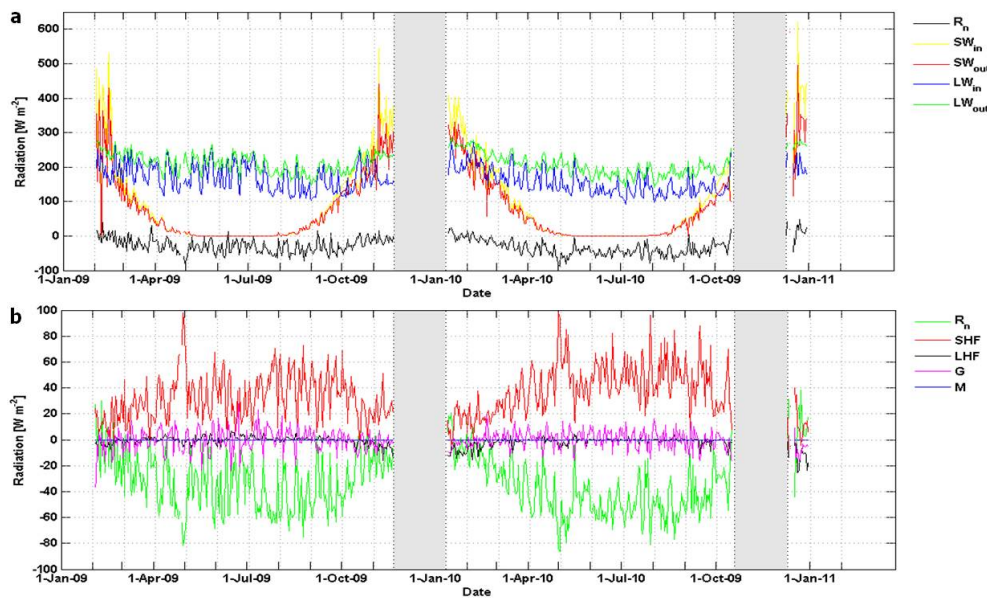 a
600
500
400
300
200
100
0
-100
Radiation [W m-2]
1-Jan-09 1-Apr-09 1-Jul-09 1-Oct-09 1-Jan-10 1-Apr-10 1-Jul-10 1-Oct-09 1-Jan-11
Date
Rn
SWin
SWout
LWin
LWout
b
100
80
60
40
20
0
-20
-40
-60
-80
-100
Radiation [W m-2]
1-Jan-09 1-Apr-09 1-Jul-09 1-Oct-09 1-Jan-10 1-Apr-10 1-Jul-10 1-Oct-09 1-Jan-11
Date
Rn
SHF
LHF
G
M